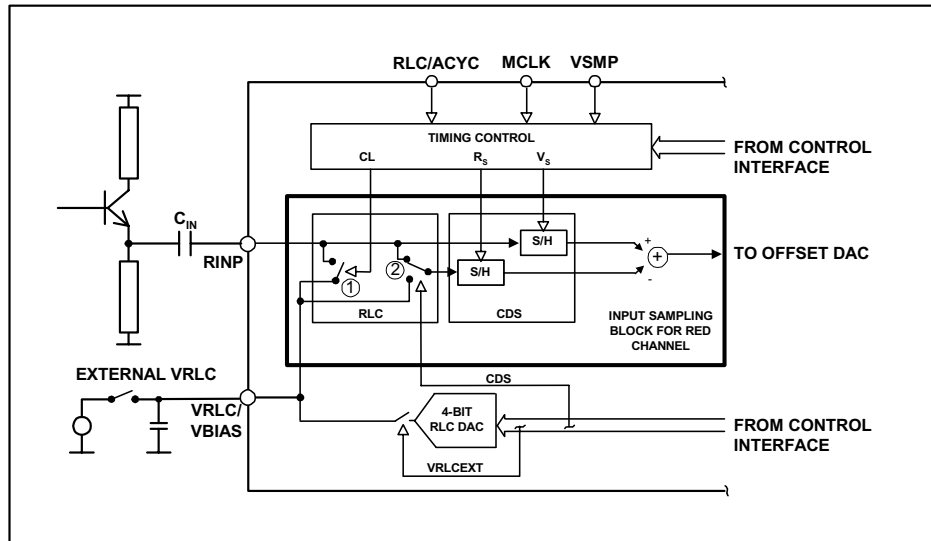 RLC/ACYC MCLK VSMP
TIMING CONTROL
CL RS VS
FROM CONTROL
INTERFACE
CIN
RINP
S/H
S/H
+
+
-
1
2
RLC
CDS
TO OFFSET DAC
INPUT SAMPLING
BLOCK FOR RED
CHANNEL
EXTERNAL VRLC
VRLC/
VBIAS
CDS
4-BIT
RLC DAC
VRLCEXT
FROM CONTROL
INTERFACE